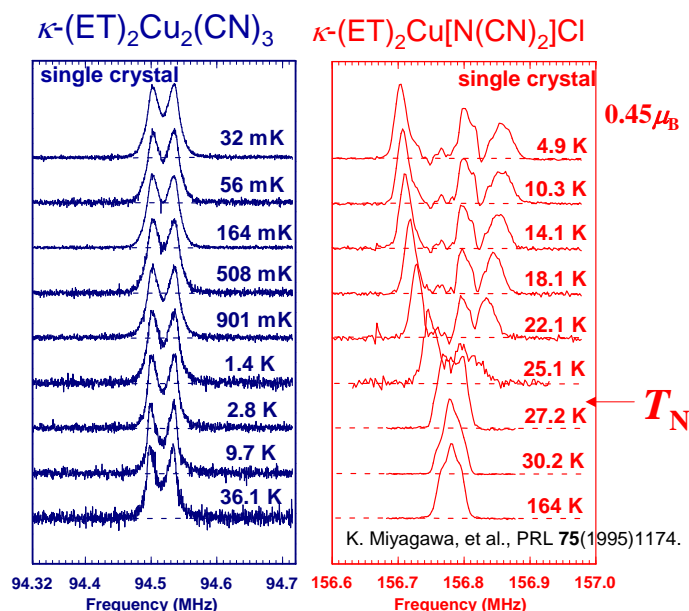 κ-(ET)₂Cu₂(CN)₃
single crystal
32 mK
56 mK
164 mK
508 mK
901 mK
1.4 K
2.8 K
9.7 K
36.1 K
94.32 94.4 94.5 94.6 94.7
Frequency (MHz)
κ-(ET)₂Cu[N(CN)₂]Cl
single crystal
0.45μ_B
4.9 K
10.3 K
14.1 K
18.1 K
22.1 K
25.1 K
T_N
27.2 K
30.2 K
164 K
K. Miyagawa, et al., PRL 75(1995)1174.
156.6 156.7 156.8 156.9 157.0
Frequency (MHz)